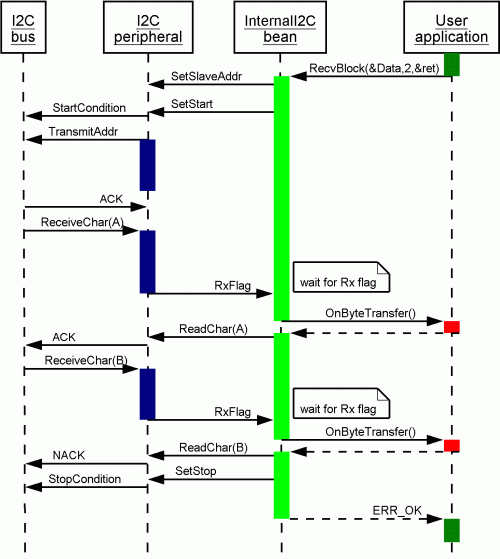 I2C
bus
I2C
peripheral
InternalI2C
bean
User
application
RecvBlock(&Data,2,&ret)
SetSlaveAddr
SetStart
StartCondition
TransmitAddr
ACK
ReceiveChar(A)
RxFlag
wait for Rx flag
OnByteTransfer()
ReadChar(A)
ACK
ReceiveChar(B)
RxFlag
wait for Rx flag
OnByteTransfer()
ReadChar(B)
NACK
SetStop
StopCondition
ERR_OK